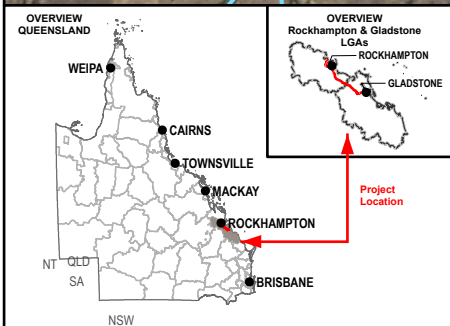 OVERVIEW
QUEENSLAND
WEIPA
CAIRNS
TOWNSVILLE
MACKAY
ROCKHAMPTON
BRISBANE
NT
QLD
SA
NSW
OVERVIEW
Rockhampton & Gladstone
LGAs
ROCKHAMPTON
GLADSTONE
Project
Location